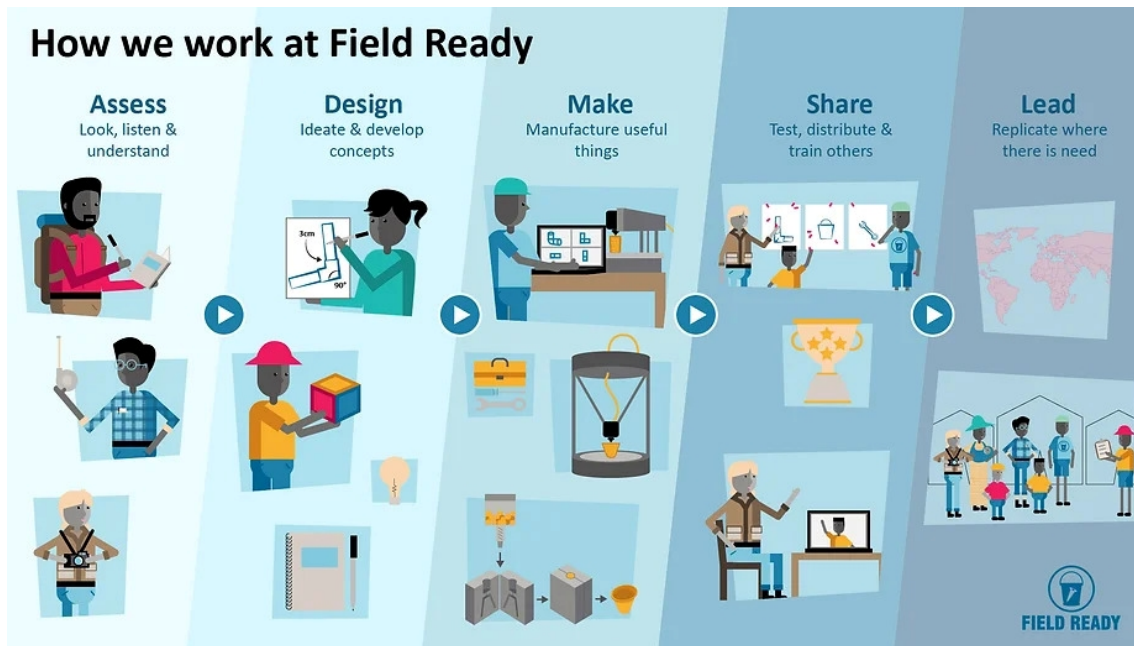 How we work at Field Ready
Assess
Look, listen &
understand
Design
Ideate & develop
concepts
Make
Manufacture useful
things
Share
Test, distribute &
train others
Lead
Replicate where
there is need
3cm
90°
FIELD READY